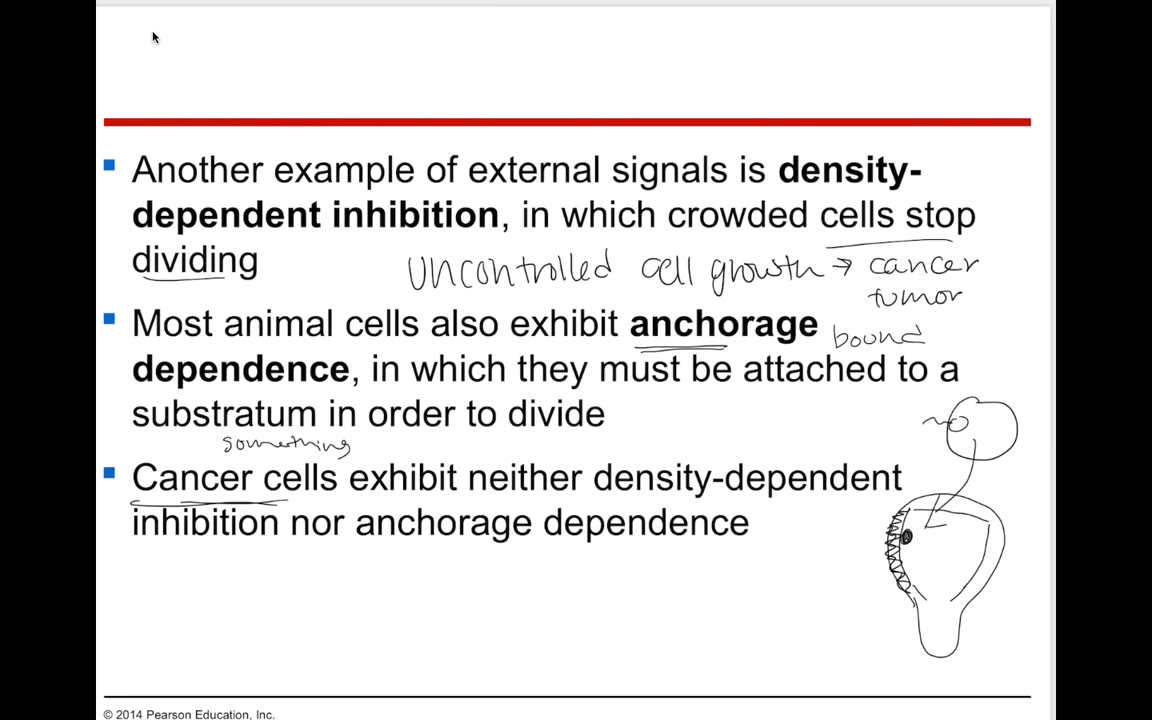 Another example of external signals is density-
dependent inhibition, in which crowded cells stop
dividing
uncontrolled cell growth → cancer
tumor
Most animal cells also exhibit anchorage
bound
dependence, in which they must be attached to a
substratum in order to divide
something
Cancer cells exhibit neither density-dependent
inhibition nor anchorage dependence
© 2014 Pearson Education, Inc.